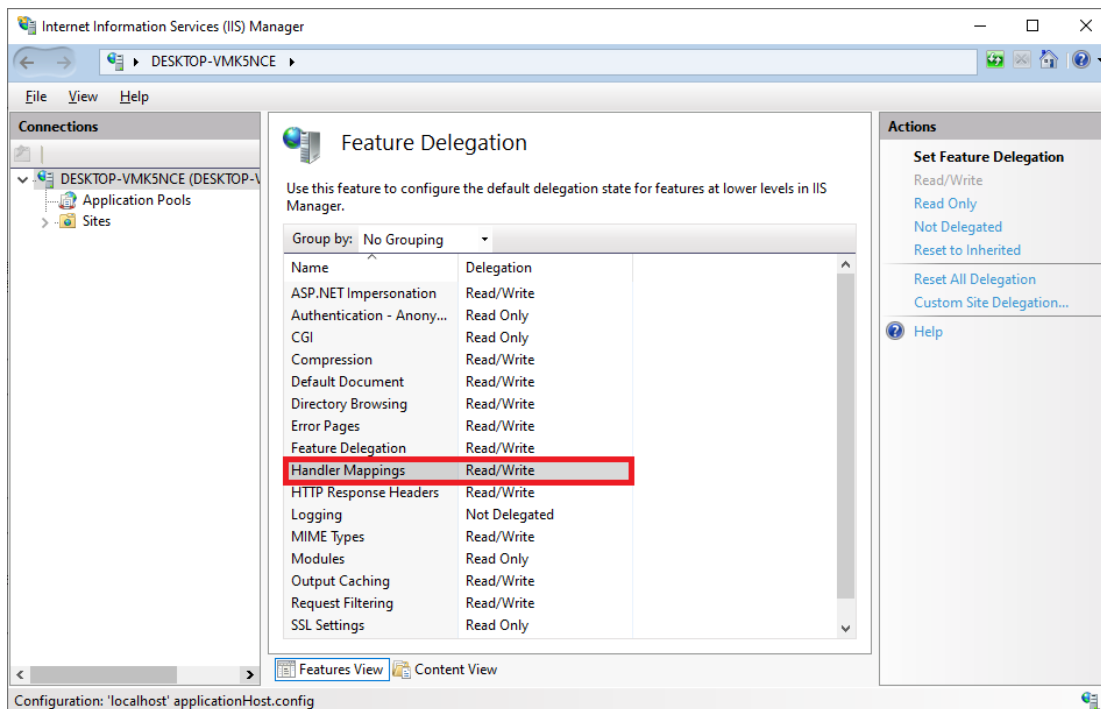 Internet Information Services (IIS) Manager
DESKTOP-VMK5NCE
File View Help
Connections
DESKTOP-VMK5NCE (DESKTOP-V
Application Pools
Sites
Feature Delegation
Use this feature to configure the default delegation state for features at lower levels in IIS
Manager.
Group by: No Grouping
Name Delegation
ASP.NET Impersonation Read/Write
Authentication - Anony... Read Only
CGI Read Only
Compression Read/Write
Default Document Read/Write
Directory Browsing Read/Write
Error Pages Read/Write
Feature Delegation Read/Write
Handler Mappings Read/Write
HTTP Response Headers Read/Write
Logging Not Delegated
MIME Types Read/Write
Modules Read Only
Output Caching Read/Write
Request Filtering Read/Write
SSL Settings Read Only
Features View Content View
Actions
Set Feature Delegation
Read/Write
Read Only
Not Delegated
Reset to Inherited
Reset All Delegation
Custom Site Delegation...
Help
Configuration: 'localhost' applicationHost.config